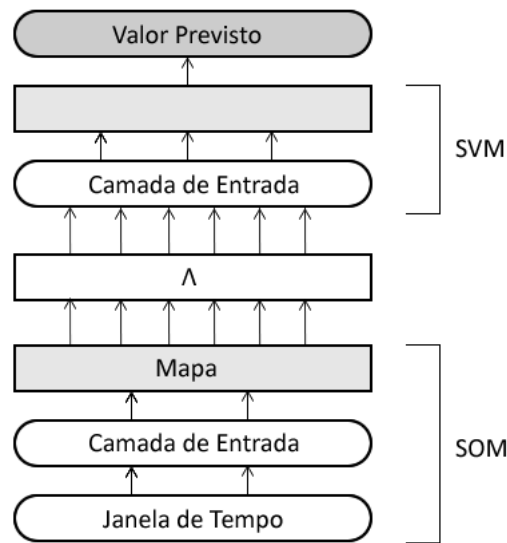 Valor Previsto
SVM
Camada de Entrada
Λ
Mapa
Camada de Entrada
SOM
Janela de Tempo